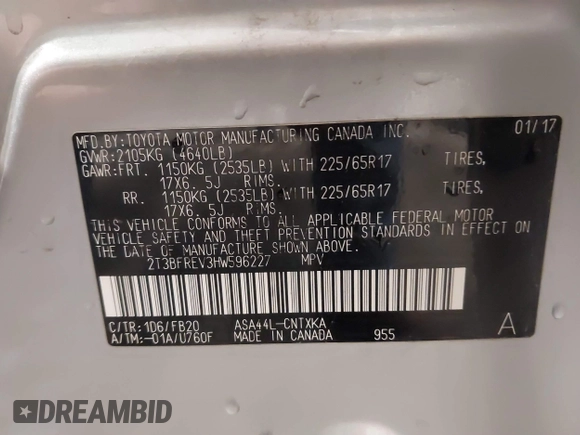 MFD.BY:TOYOTA MOTOR MANUFACTURING CANADA INC. 01/17
GVWR:2105KG (4640LB)
GAWR:FRT. 1150KG (2535LB) WITH 225/65R17 TIRES,
17X6. 5J RIMS.
RR. 1150KG (2535LB) WITH 225/65R17 TIRES,
17X6. 5J RIMS.
THIS VEHICLE CONFORMS TO ALL APPLICABLE FEDERAL MOTOR
VEHICLE SAFETY AND THEFT PREVENTION STANDARDS IN EFFECT ON
THE DATE OF MANUFACTURE SHOWN ABOVE.
2T3BFREV3HW596227 MPV
C/TR:1D6/FB20 ASA44L-CNTXKA A
A/TM:-01A/U760F MADE IN CANADA 955
DREAMBID